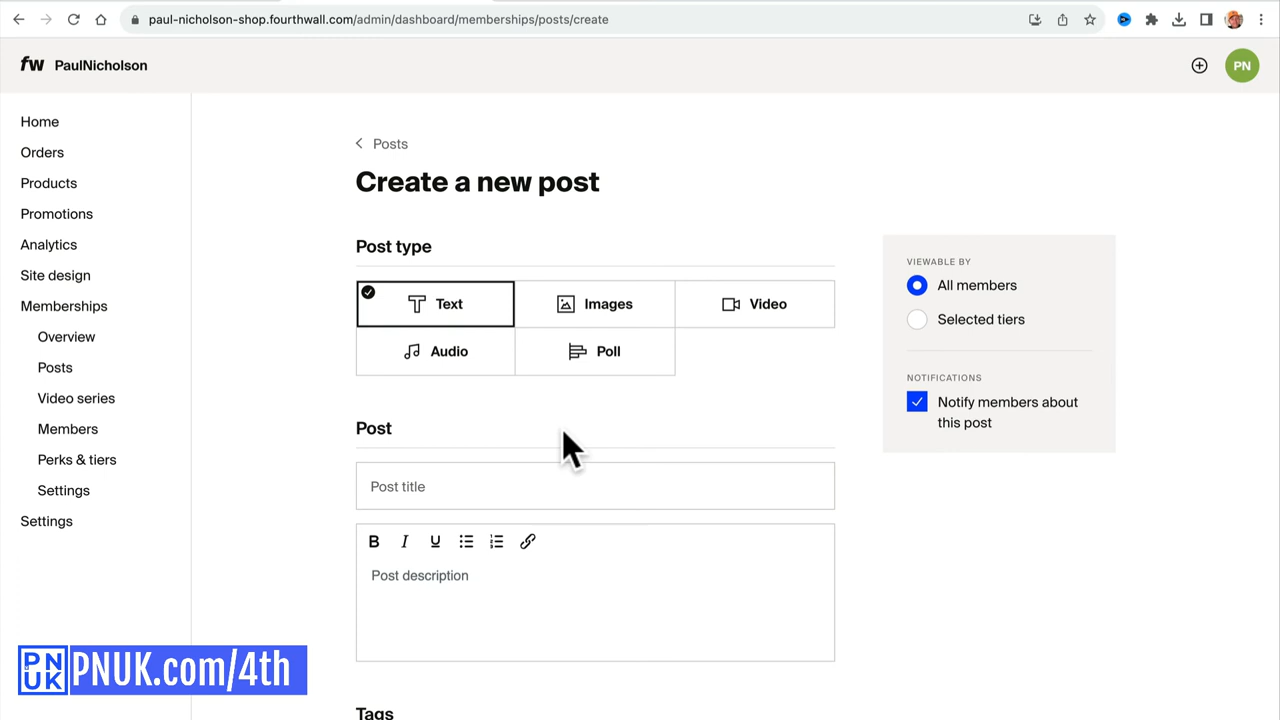 paul-nicholson-shop.fourthwall.com/admin/dashboard/memberships/posts/create
fw PaulNicholson
PN
Home
Orders
Products
Promotions
Analytics
Site design
Memberships
Overview
Posts
Video series
Members
Perks & tiers
Settings
Settings
Posts
Create a new post
Post type
Text
Images
Video
Audio
Poll
Post
Post title
B I U
Post description
Tags
VIEWABLE BY
All members
Selected tiers
NOTIFICATIONS
Notify members about
this post
PN
UK
PNUK.com/4th